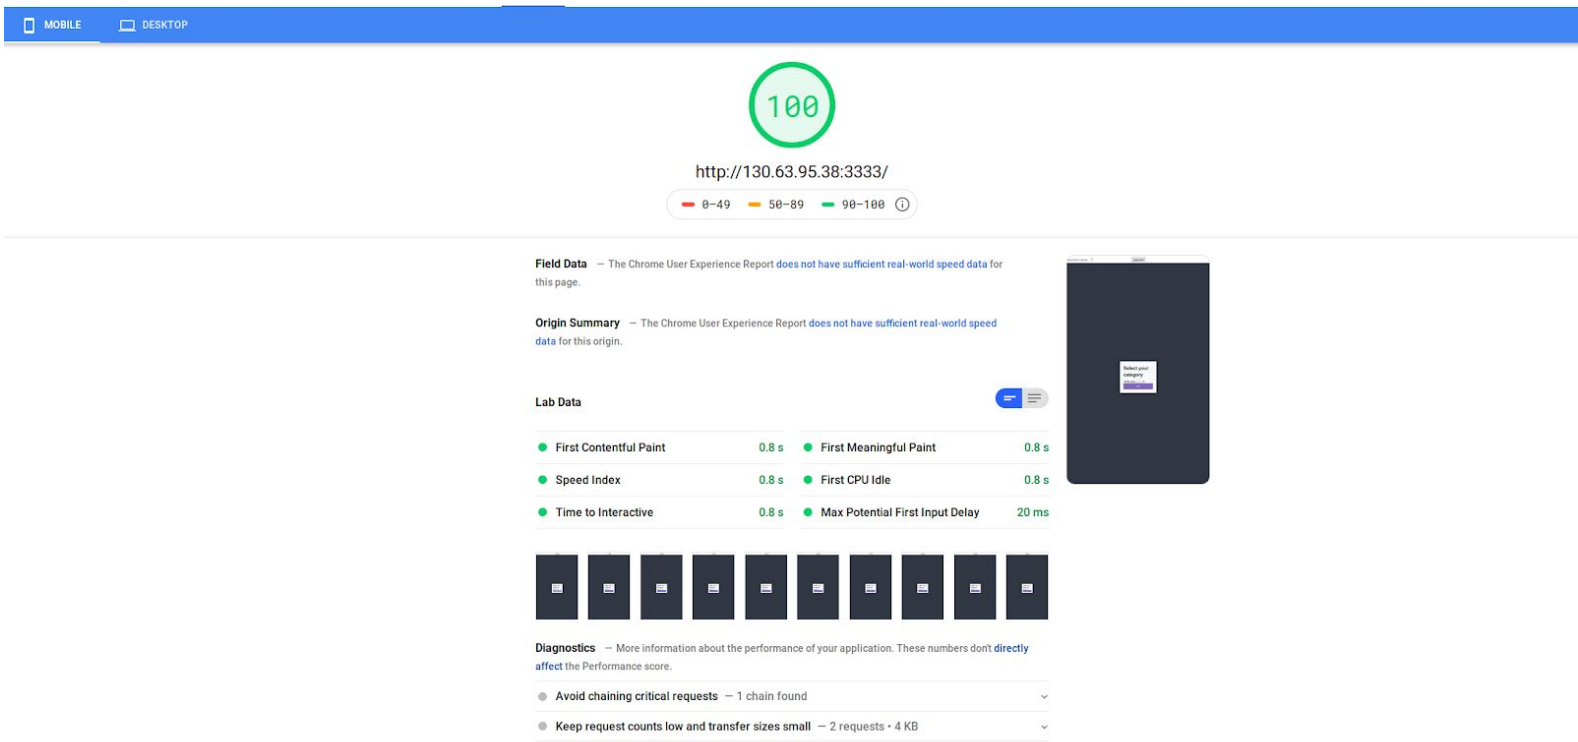 MOBILE DESKTOP
100
http://130.63.95.38:3333/
0–49 50–89 90–100
Field Data — The Chrome User Experience Report does not have sufficient real-world speed data for
this page.
Origin Summary — The Chrome User Experience Report does not have sufficient real-world speed
data for this origin.
Lab Data
First Contentful Paint 0.8 s First Meaningful Paint 0.8 s
Speed Index 0.8 s First CPU Idle 0.8 s
Time to Interactive 0.8 s Max Potential First Input Delay 20 ms
Select your
category
Diagnostics — More information about the performance of your application. These numbers don't directly
affect the Performance score.
Avoid chaining critical requests — 1 chain found
Keep request counts low and transfer sizes small — 2 requests • 4 KB